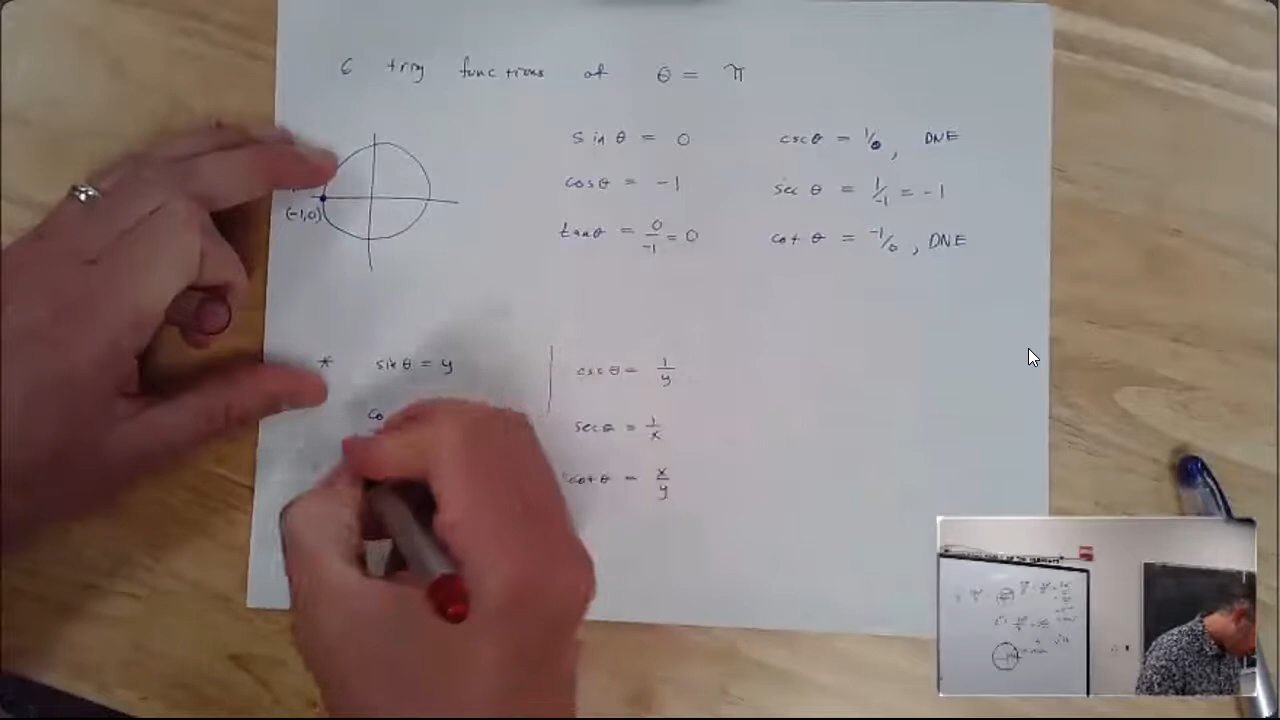 6 trig functions of θ = π
sin θ = 0
csc θ = 1/0, DNE
cos θ = -1
sec θ = 1/-1 = -1
(-1,0)
tan θ = 0/-1 = 0
cot θ = -1/0, DNE
* sin θ = y
csc θ = 1/y
co
sec θ = 1/x
cot θ = x/y